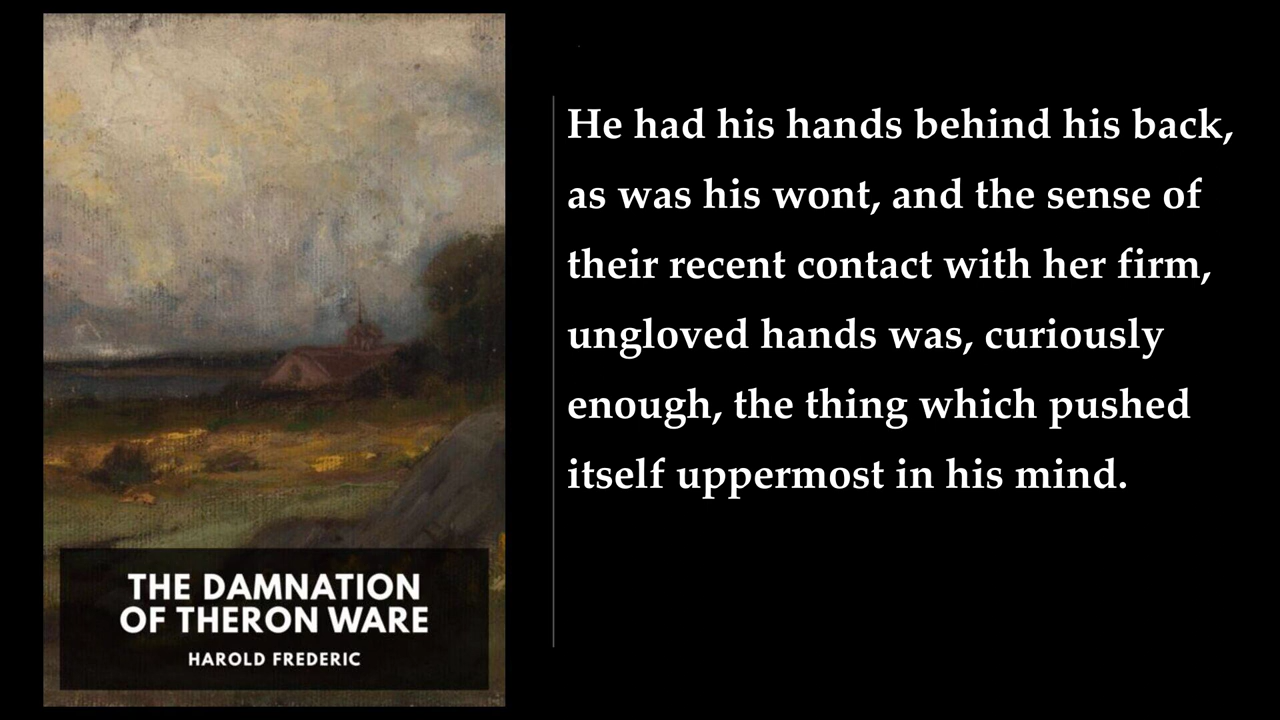 He had his hands behind his back,
as was his wont, and the sense of
their recent contact with her firm,
ungloved hands was, curiously
enough, the thing which pushed
itself uppermost in his mind.
THE DAMNATION
OF THERON WARE
HAROLD FREDERIC